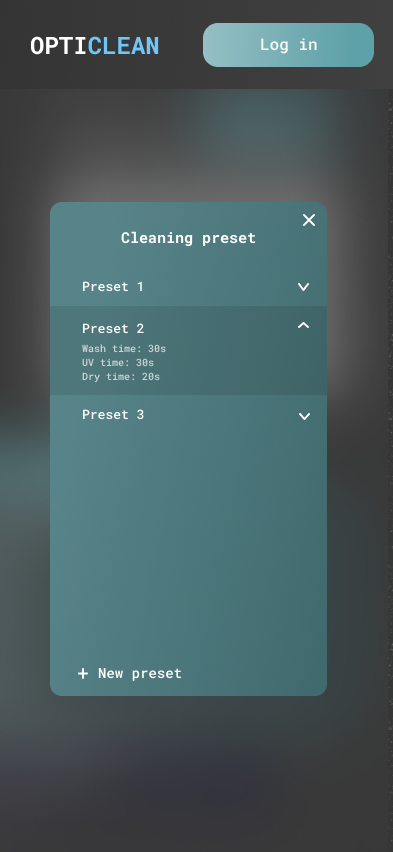 OPTICLEAN
Log in
Cleaning preset
Preset 1
Preset 2
Wash time: 30s
UV time: 30s
Dry time: 20s
Preset 3
+ New preset